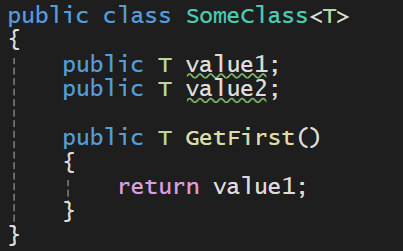 public class SomeClass<T>
{
    public T value1;
    public T value2;

    public T GetFirst()
    {
        return value1;
    }
}